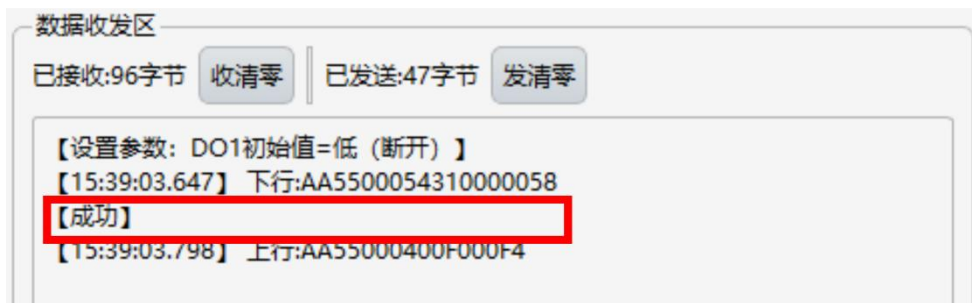 数据收发区
已接收:96字节 收清零 已发送:47字节 发清零
【设置参数：DO1初始值=低（断开）】
【15:39:03.647】 下行:AA5500054310000058
【成功】
【15:39:03.798】 上行:AA55000400F000F4